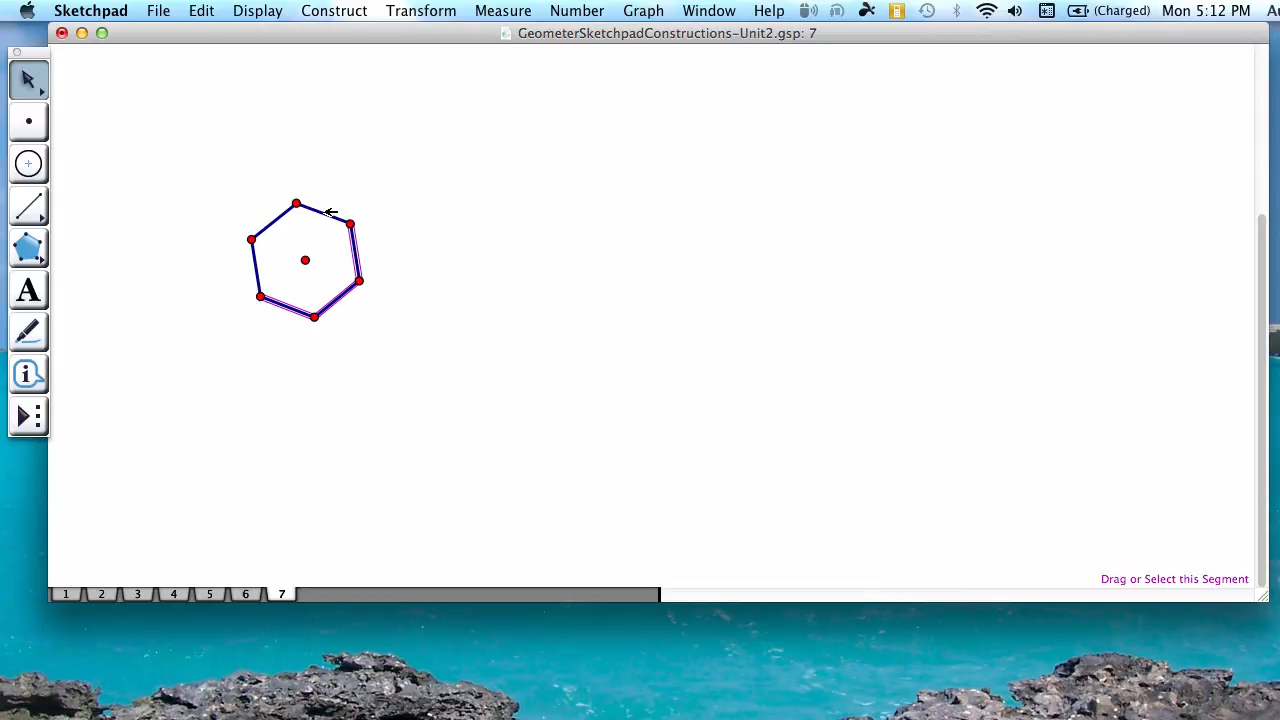 Sketchpad File Edit Display Construct Transform Measure Number Graph Window Help (Charged) Mon 5:12 PM
GeometerSketchpadConstructions-Unit2.gsp: 7
A
i
Drag or Select this Segment
1 2 3 4 5 6 7